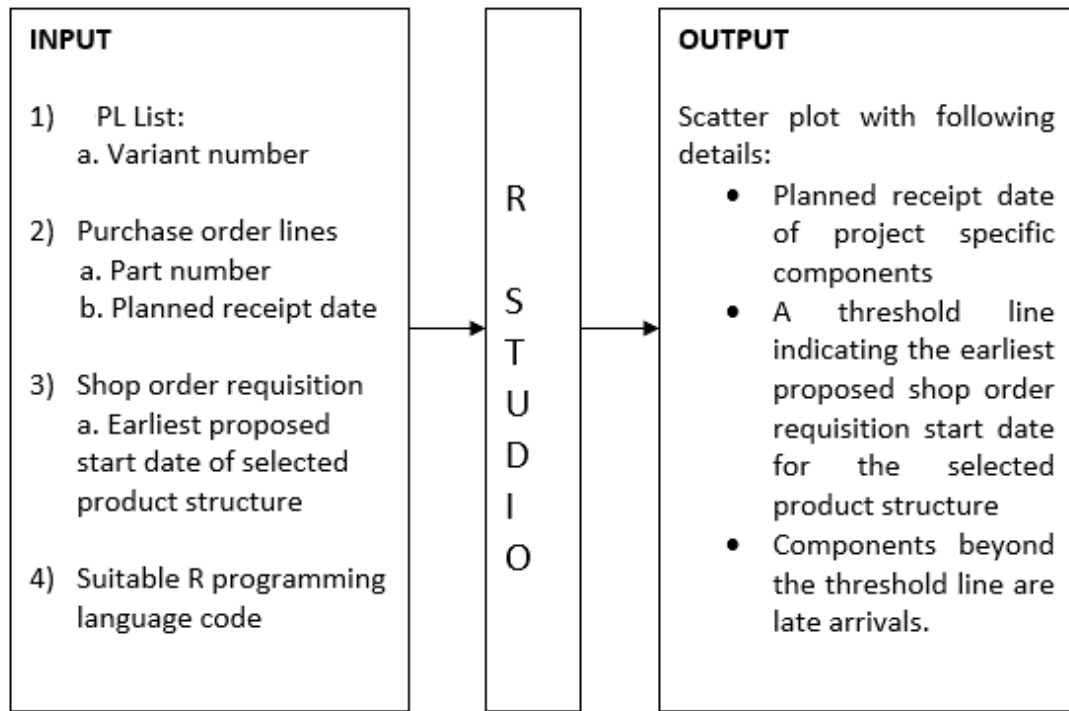 INPUT
1) PL List:
a. Variant number
2) Purchase order lines
a. Part number
b. Planned receipt date
3) Shop order requisition
a. Earliest proposed
start date of selected
product structure
4) Suitable R programming
language code
R
S
T
U
D
I
O
OUTPUT
Scatter plot with following
details:
• Planned receipt date
of project specific
components
• A threshold line
indicating the earliest
proposed shop order
requisition start date
for the selected
product structure
• Components beyond
the threshold line are
late arrivals.